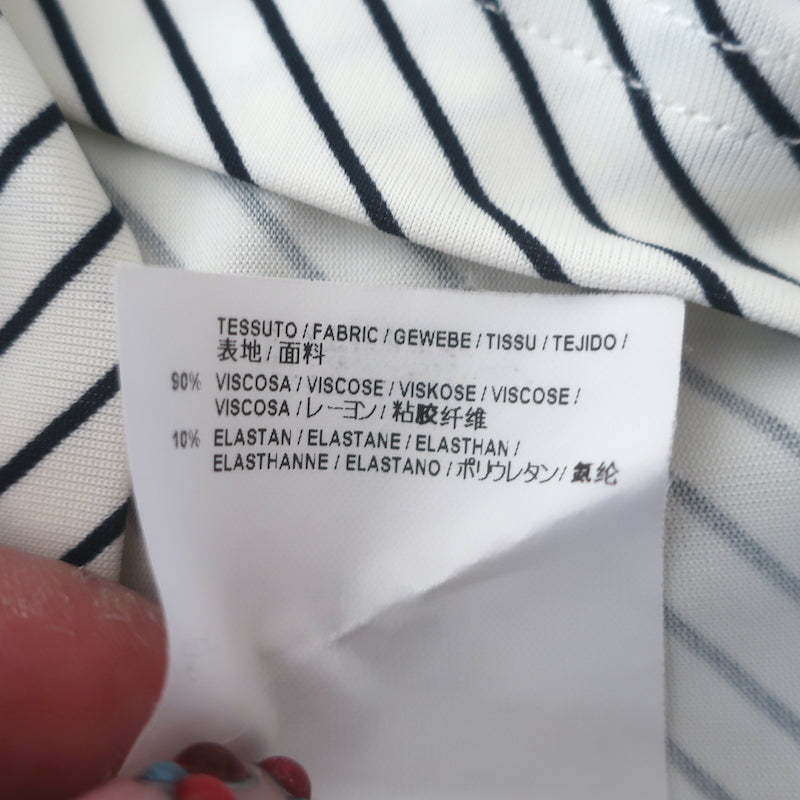 TESSUTO / FABRIC / GEWEBE / TISSU / TEJIDO /
表地 / 面料
90% VISCOSA / VISCOSE / VISKOSE / VISCOSE /
VISCOSA / レーヨン / 粘胶纤维
10% ELASTAN / ELASTANE / ELASTHAN /
ELASTHANNE / ELASTANO / ポリウレタン / 氨纶